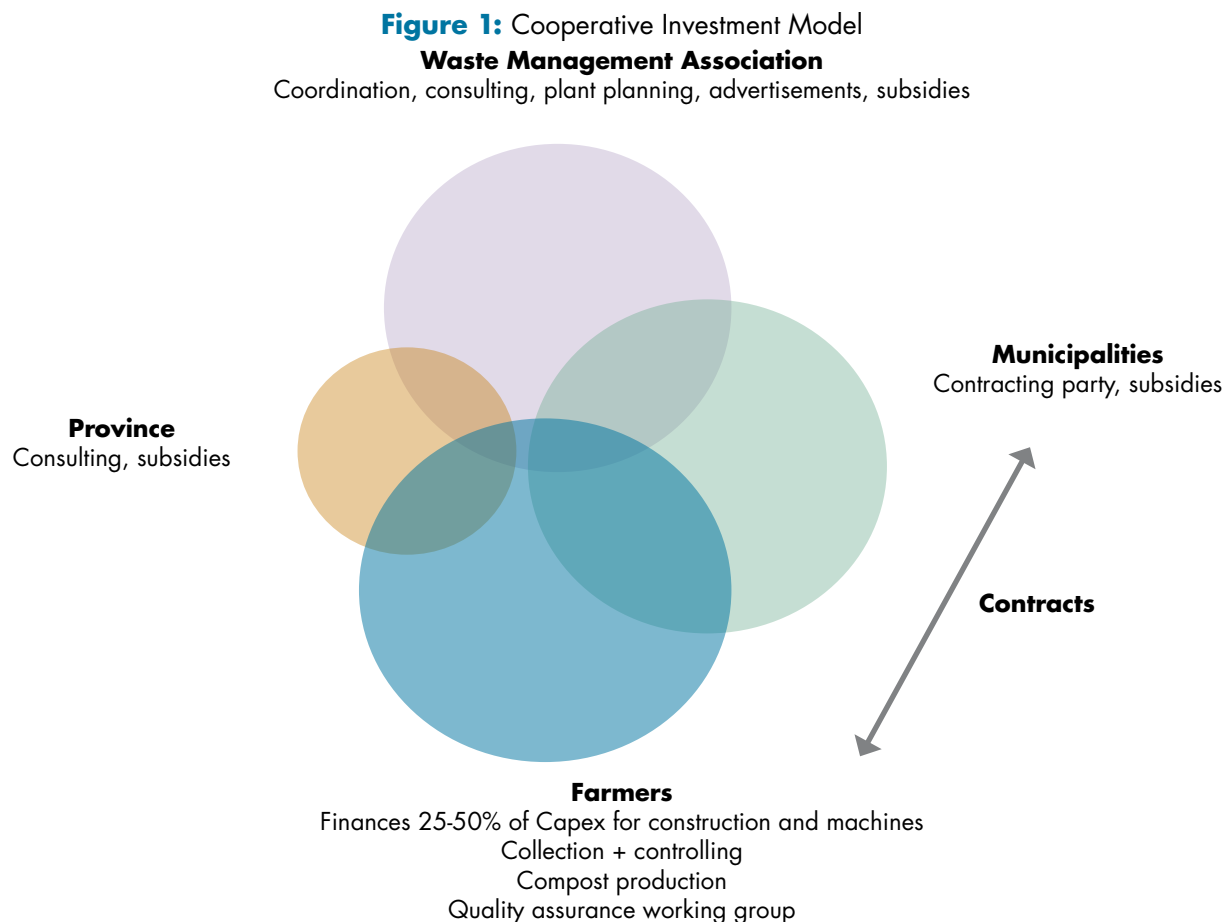 Figure 1: Cooperative Investment Model
Waste Management Association
Coordination, consulting, plant planning, advertisements, subsidies
Municipalities
Contracting party, subsidies
Province
Consulting, subsidies
Contracts
Farmers
Finances 25-50% of Capex for construction and machines
Collection + controlling
Compost production
Quality assurance working group